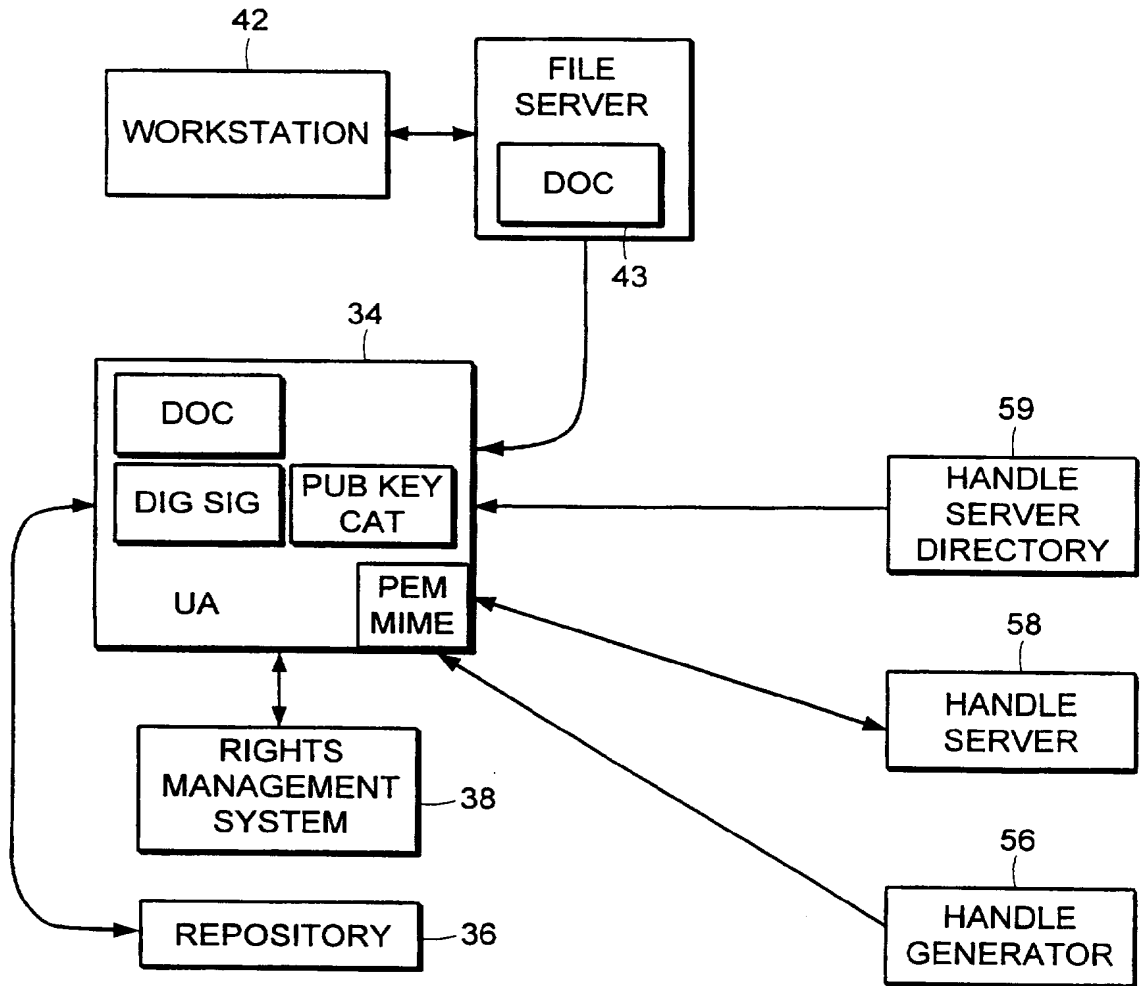 42
WORKSTATION
FILE
SERVER
DOC
43
34
DOC
DIG SIG
PUB KEY
CAT
UA
PEM
MIME
59
HANDLE
SERVER
DIRECTORY
58
HANDLE
SERVER
RIGHTS
MANAGEMENT
SYSTEM
38
56
HANDLE
GENERATOR
REPOSITORY
36